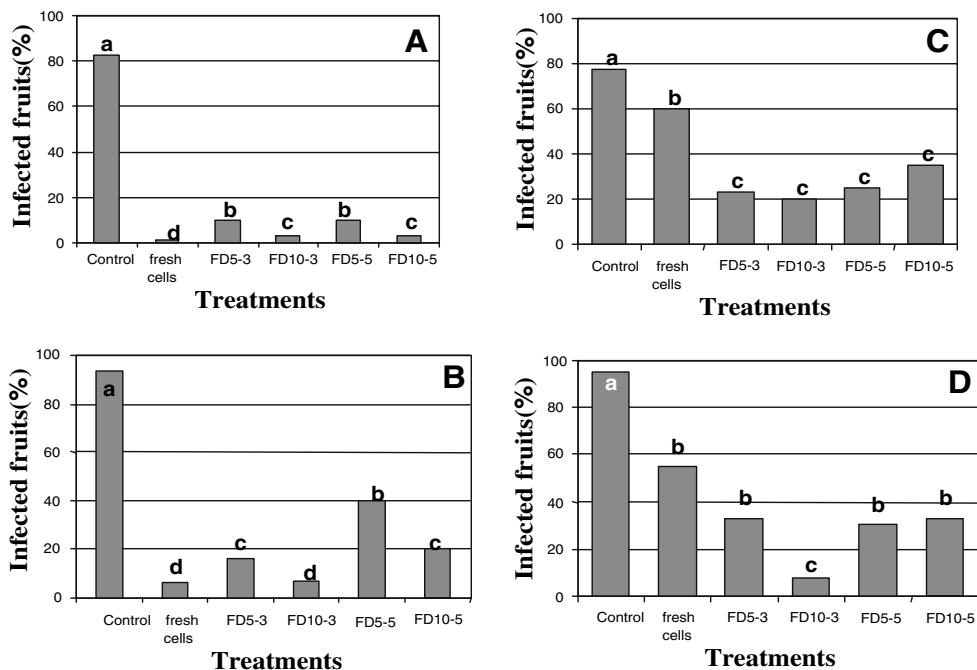 A
Infected fruits(%)
100
80
60
40
20
0
a
d
b
c
b
c
Control
fresh
cells
FD5-3
FD10-3
FD5-5
FD10-5
Treatments
C
Infected fruits(%)
100
80
60
40
20
0
a
b
c
c
c
c
Control
fresh
cells
FD5-3
FD10-3
FD5-5
FD10-5
Treatments
B
Infected fruits(%)
100
80
60
40
20
0
a
d
c
d
b
c
Control
fresh
cells
FD5-3
FD10-3
FD5-5
FD10-5
Treatments
D
Infected fruits(%)
100
80
60
40
20
0
a
b
b
c
b
b
Control
fresh
cells
FD5-3
FD10-3
FD5-5
FD10-5
Treatments